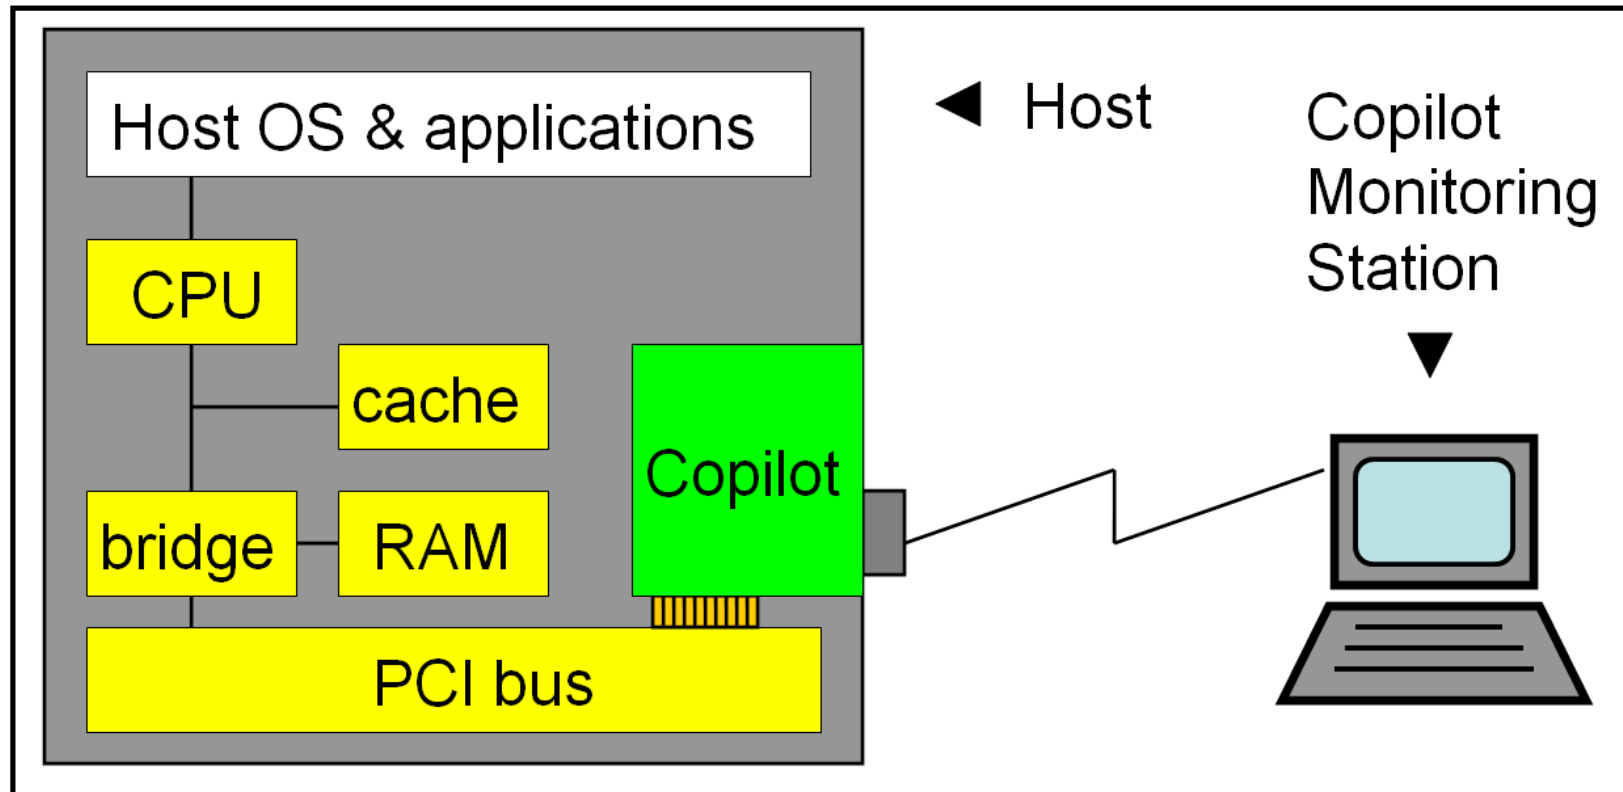 Host OS & applications
Host
Copilot
Monitoring
Station
CPU
cache
Copilot
bridge
RAM
PCI bus